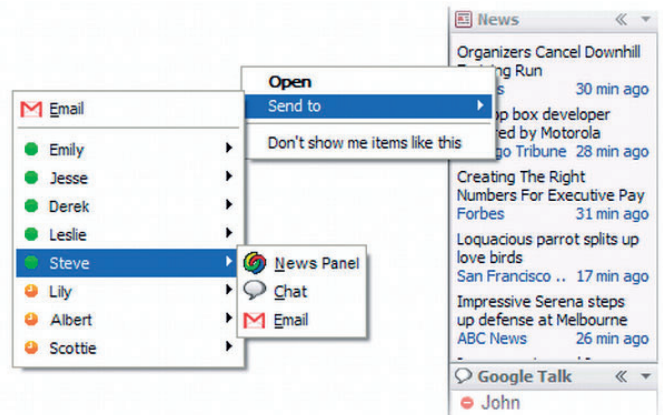 News
Organizers Cancel Downhill
Run
30 min ago
box developer
by Motorola
Tribune 28 min ago
Creating The Right
Numbers For Executive Pay
Forbes 31 min ago
Loquacious parrot splits up
love birds
San Francisco .. 17 min ago
Impressive Serena steps
up defense at Melbourne
ABC News 26 min ago
Google Talk
John
Open
Send to
Don't show me items like this
Email
Emily
Jesse
Derek
Leslie
Steve
Lily
Albert
Scottie
News Panel
Chat
Email